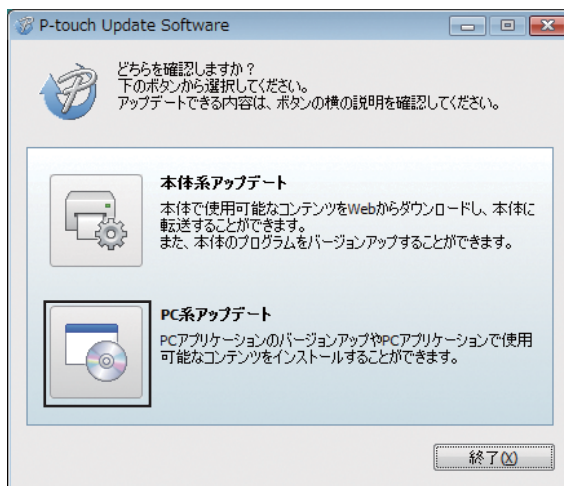 P-touch Update Software
どちらを確認しますか？
下のボタンから選択してください。
アップデートできる内容は、ボタンの横の説明を確認してください。
本体系アップデート
本体で使用可能なコンテンツをWebからダウンロードし、本体に
転送することができます。
また、本体のプログラムをバージョンアップすることができます。
PC系アップデート
PCアプリケーションのバージョンアップやPCアプリケーションで使用
可能なコンテンツをインストールすることができます。
終了(X)